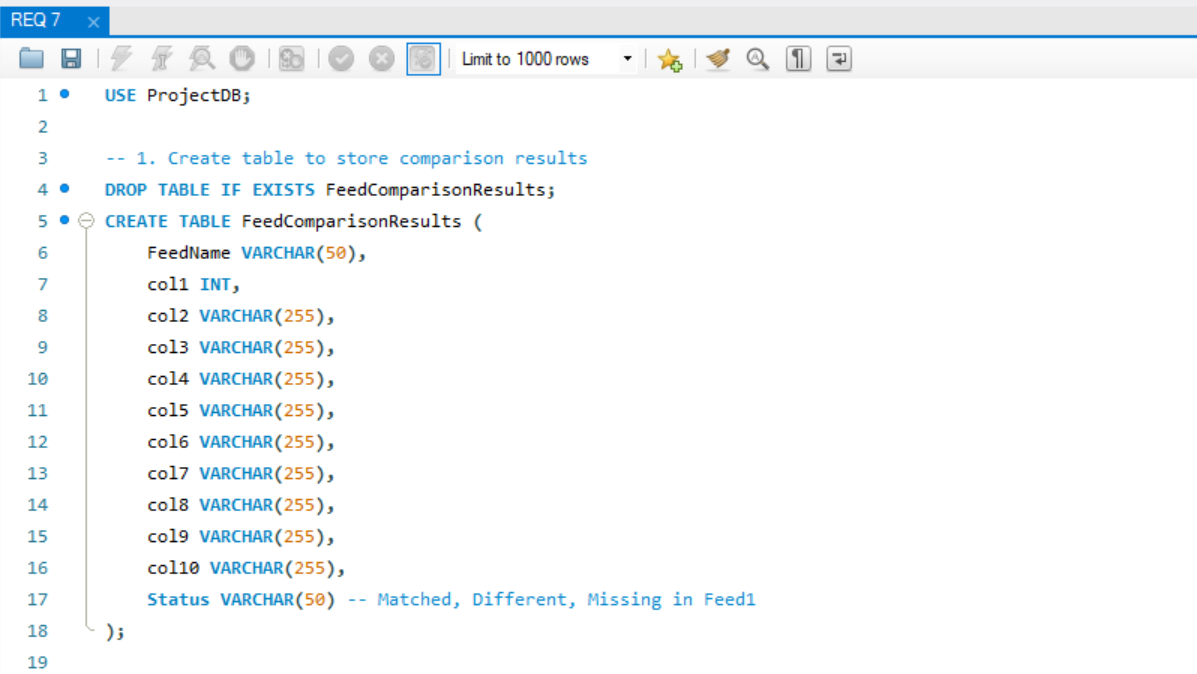 REQ 7
Limit to 1000 rows
1 USE ProjectDB;
2
3 -- 1. Create table to store comparison results
4 DROP TABLE IF EXISTS FeedComparisonResults;
5 CREATE TABLE FeedComparisonResults (
6 FeedName VARCHAR(50),
7 col1 INT,
8 col2 VARCHAR(255),
9 col3 VARCHAR(255),
10 col4 VARCHAR(255),
11 col5 VARCHAR(255),
12 col6 VARCHAR(255),
13 col7 VARCHAR(255),
14 col8 VARCHAR(255),
15 col9 VARCHAR(255),
16 col10 VARCHAR(255),
17 Status VARCHAR(50) -- Matched, Different, Missing in Feed1
18 );
19